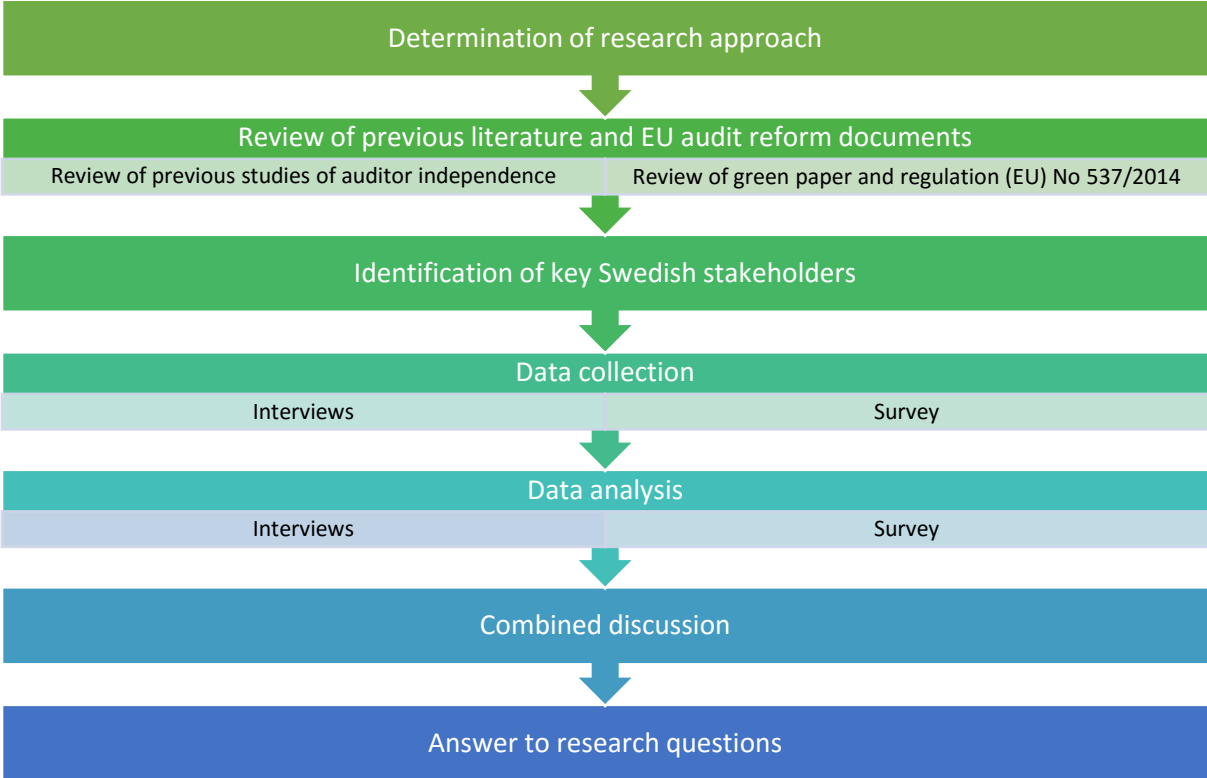 Determination of research approach
Review of previous literature and EU audit reform documents
Review of previous studies of auditor independence
Review of green paper and regulation (EU) No 537/2014
Identification of key Swedish stakeholders
Data collection
Interviews
Survey
Data analysis
Interviews
Survey
Combined discussion
Answer to research questions